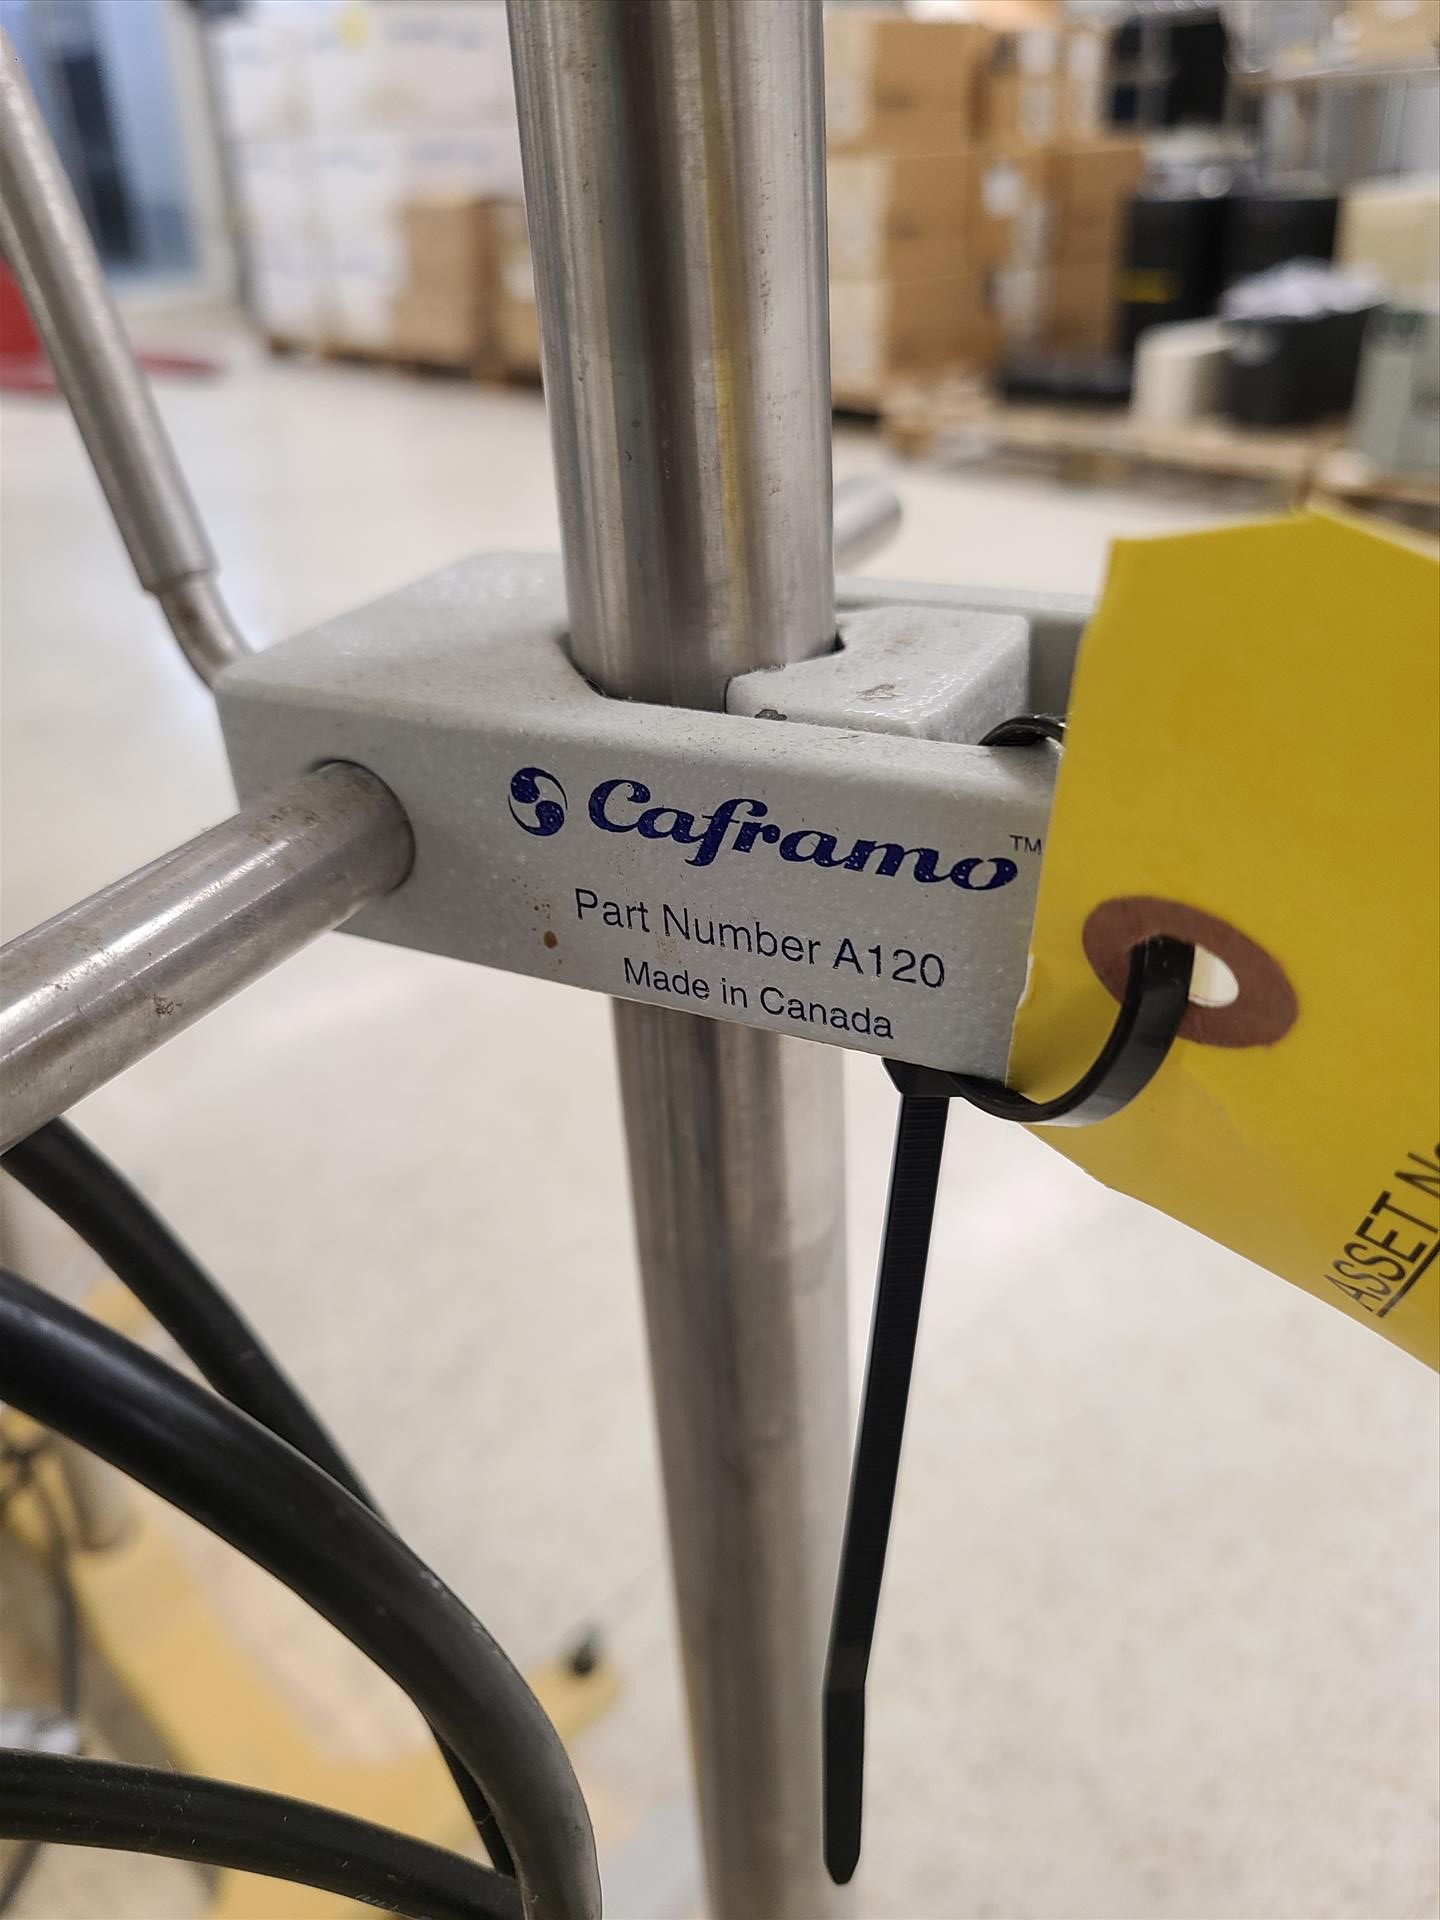 Caframo™
Part Number A120
Made in Canada
ASSET